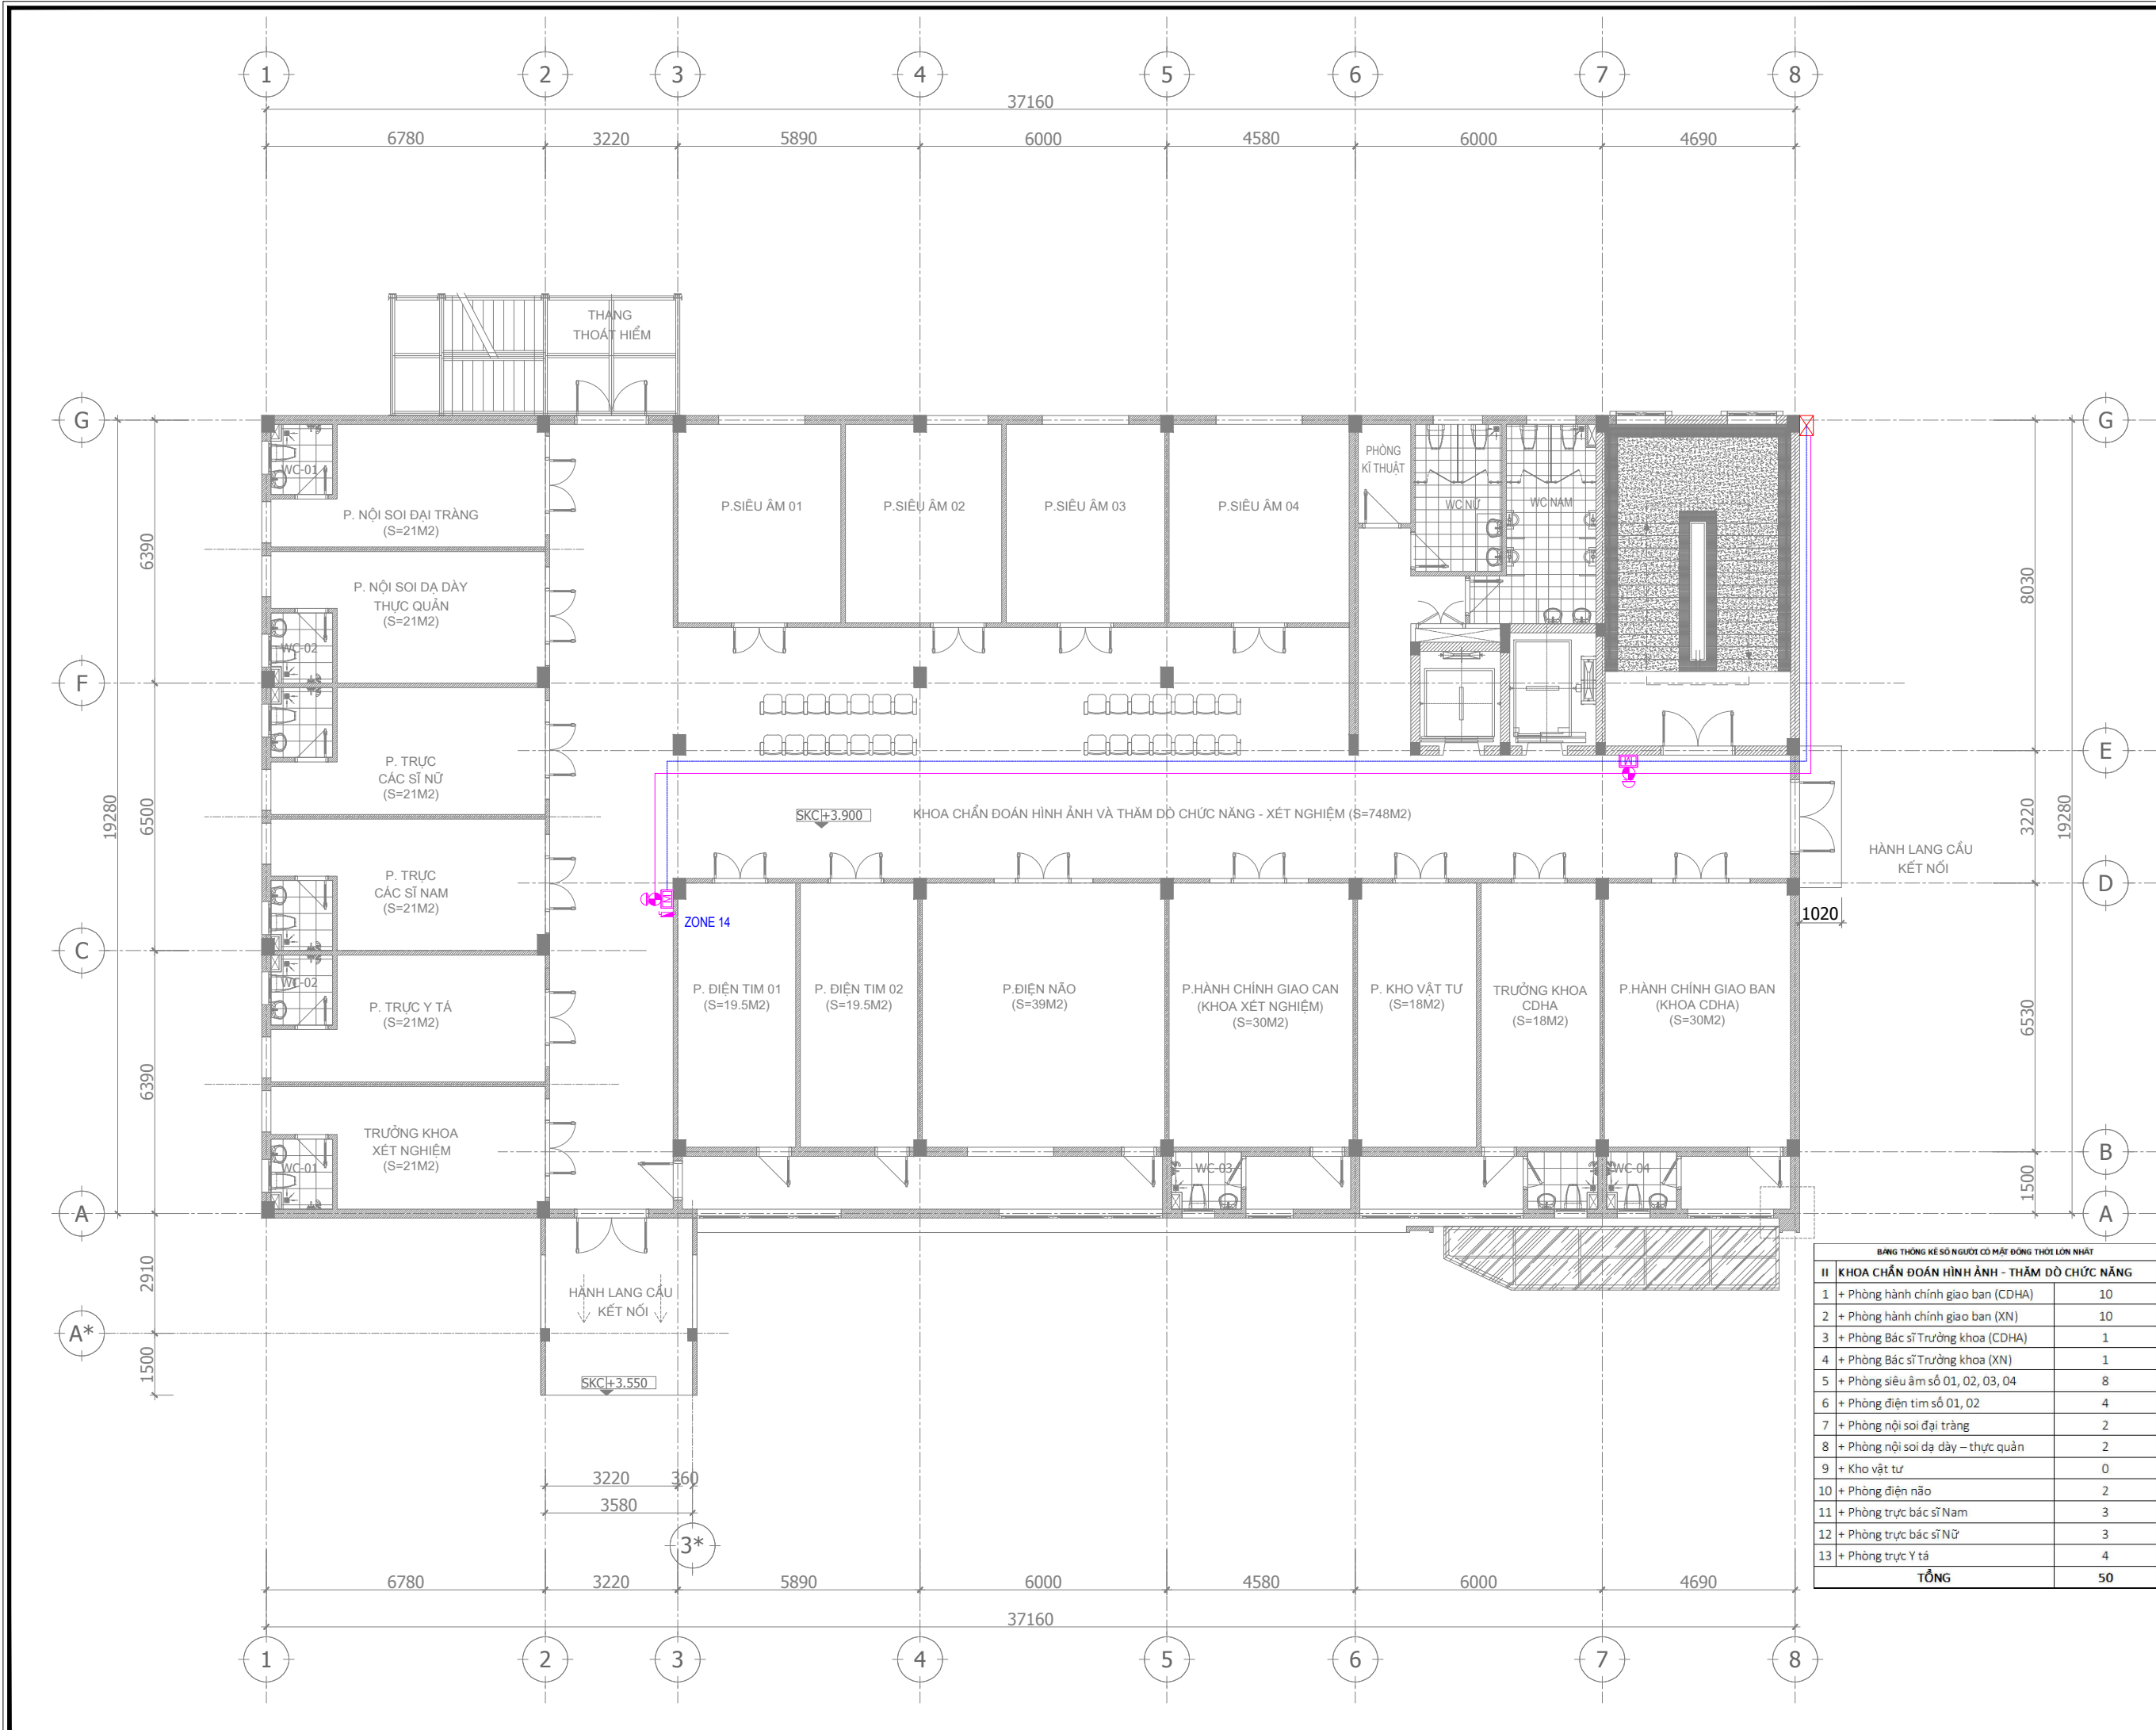 1 2 3 4 5 6 7 8
37160
6780 3220 5890 6000 4580 6000 4690
THANG
THOÁT HIỂM
G G
WC-01
P. NỘI SOI ĐẠI TRÀNG
(S=21M2)
P.SIÊU ÂM 01
P.SIÊU ÂM 02
P.SIÊU ÂM 03
P.SIÊU ÂM 04
PHÒNG
KĨ THUẬT
WC NỮ
WC NAM
6390
8030
P. NỘI SOI DẠ DÀY
THỰC QUẢN
(S=21M2)
WC-02
F
E
P. TRỰC
CÁC SĨ NỮ
(S=21M2)
19280
6500
SKC+3.900
KHOA CHẨN ĐOÁN HÌNH ẢNH VÀ THĂM DÒ CHỨC NĂNG - XÉT NGHIỆM (S=748M2)
3220
19280
HÀNH LANG CẦU
KẾT NỐI
P. TRỰC
CÁC SĨ NAM
(S=21M2)
D
M
M
ZONE 14
1020
C
WC-02
P. TRỰC Y TÁ
(S=21M2)
P. ĐIỆN TIM 01
(S=19.5M2)
P. ĐIỆN TIM 02
(S=19.5M2)
P.ĐIỆN NÃO
(S=39M2)
P.HÀNH CHÍNH GIAO CAN
(KHOA XÉT NGHIỆM)
(S=30M2)
P. KHO VẬT TƯ
(S=18M2)
TRƯỞNG KHOA
CDHA
(S=18M2)
P.HÀNH CHÍNH GIAO BAN
(KHOA CDHA)
(S=30M2)
6530
6390
TRƯỞNG KHOA
XÉT NGHIỆM
(S=21M2)
WC-01
WC-03
WC-04
B
1500
A A
2910
HÀNH LANG CẦU
KẾT NỐI
A*
1500
SKC+3.550
BẢNG THỐNG KÊ SỐ NGƯỜI CÓ MẶT ĐỒNG THỜI LỚN NHẤT
II KHOA CHẨN ĐOÁN HÌNH ẢNH - THĂM DÒ CHỨC NĂNG
1 + Phòng hành chính giao ban (CDHA) 10
2 + Phòng hành chính giao ban (XN) 10
3 + Phòng Bác sĩ Trưởng khoa (CDHA) 1
4 + Phòng Bác sĩ Trưởng khoa (XN) 1
5 + Phòng siêu âm số 01, 02, 03, 04 8
6 + Phòng điện tim số 01, 02 4
7 + Phòng nội soi đại tràng 2
8 + Phòng nội soi dạ dày – thực quản 2
9 + Kho vật tư 0
10 + Phòng điện não 2
11 + Phòng trực bác sĩ Nam 3
12 + Phòng trực bác sĩ Nữ 3
13 + Phòng trực Y tá 4
TỔNG 50
3220 360
3580
3*
6780 3220 5890 6000 4580 6000 4690
37160
1 2 3 4 5 6 7 8